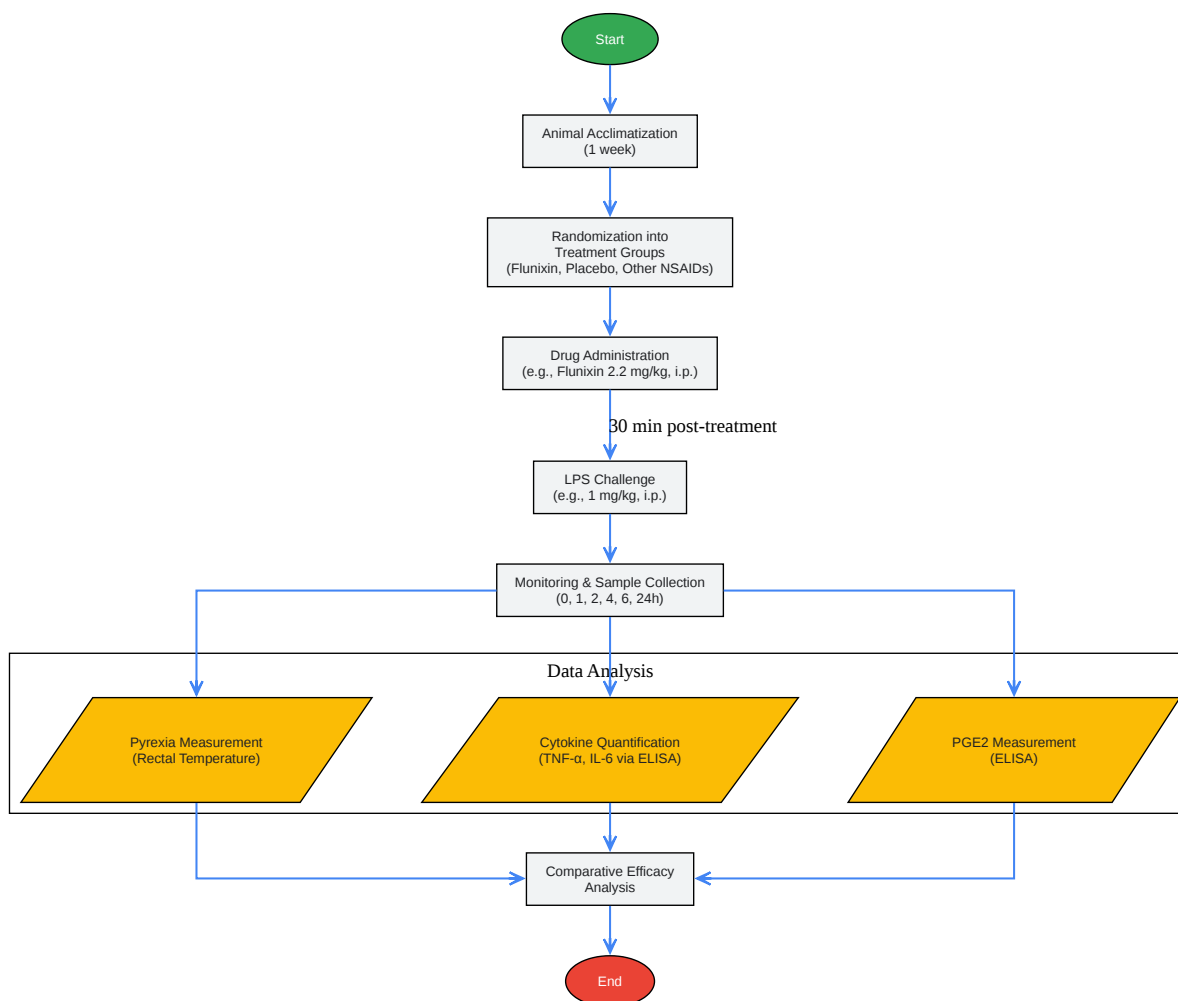 Start
Animal Acclimatization
(1 week)
Randomization into
Treatment Groups
(Flunixin, Placebo, Other NSAIDs)
Drug Administration
(e.g., Flunixin 2.2 mg/kg, i.p.)
30 min post-treatment
LPS Challenge
(e.g., 1 mg/kg, i.p.)
Monitoring & Sample Collection
(0, 1, 2, 4, 6, 24h)
Data Analysis
Pyrexia Measurement
(Rectal Temperature)
Cytokine Quantification
(TNF-α, IL-6 via ELISA)
PGE2 Measurement
(ELISA)
Comparative Efficacy
Analysis
End